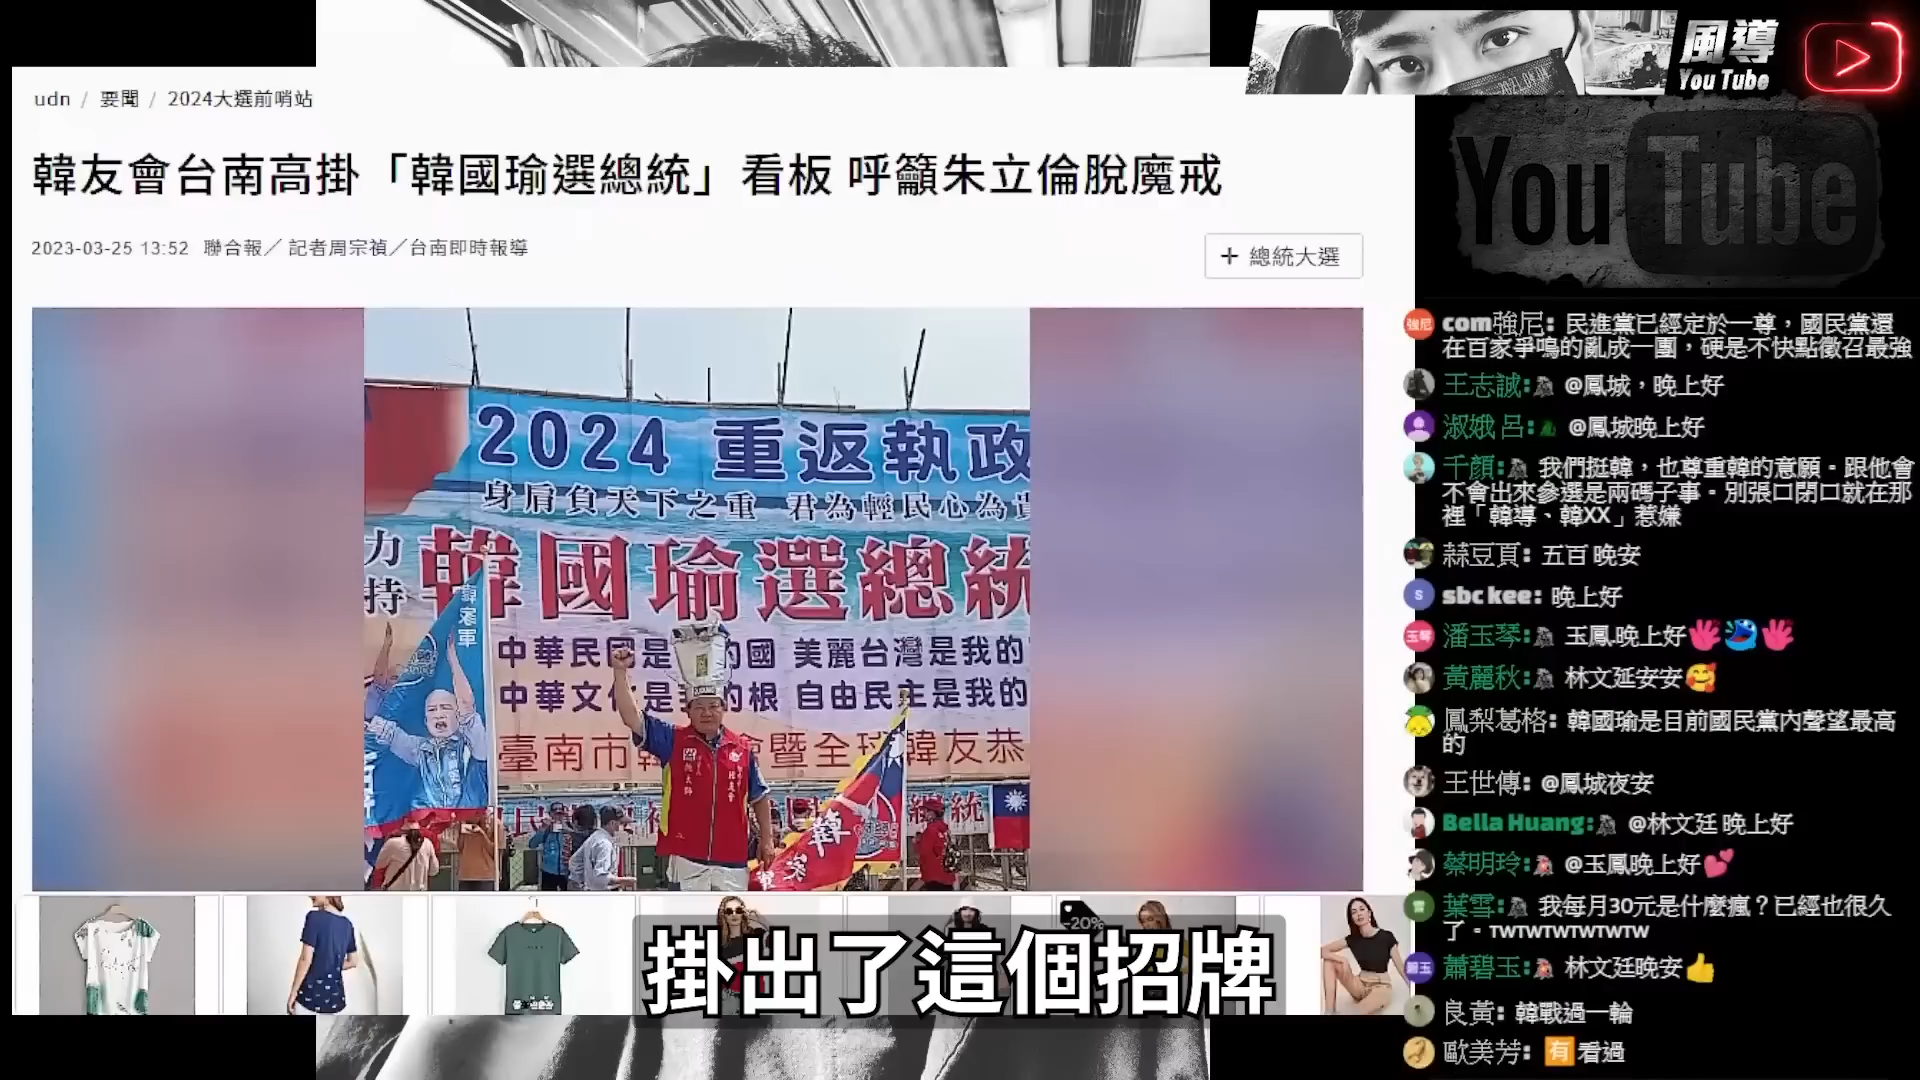 udn / 要聞 / 2024大選前哨站
韓友會台南高掛「韓國瑜選總統」看板 呼籲朱立倫脫魔戒
2023-03-25 13:52 聯合報╱ 記者周宗禎╱台南即時報導
+ 總統大選
2024 重返執政
身肩負天下之重 君為輕民心為貴
力持 韓國瑜選總統
中華民國是 的國 美麗台灣是我的
中華文化是我的根 自由民主是我的
臺南市韓 會暨全球韓友恭
韓家軍
總統
韓
-20%
掛出了這個招牌
風導
You Tube
YouTube
com強尼: 民進黨已經定於一尊，國民黨還
在百家爭鳴的亂成一團，硬是不快點徵召最強
王志誠: @鳳城，晚上好
淑娥 呂: @鳳城晚上好
千顏: 我們挺韓，也尊重韓的意願。跟他會
不會出來參選是兩碼子事。別張口閉口就在那
裡「韓導、韓XX」惹嫌
蒜豆頁: 五百 晚安
sbc kee: 晚上好
潘玉琴: 玉鳳.晚上好
黃麗秋: 林文延安安
鳳梨葛格: 韓國瑜是目前國民黨內聲望最高
的
王世傳: @鳳城夜安
Bella Huang: @林文廷 晚上好
蔡明玲: @玉鳳晚上好
葉雪: 我每月30元是什麼瘋？已經也很久
了。TWTWTWTWTWTW
蕭碧玉: 林文廷晚安
良黃: 韓戰過一輪
歐美芳: 有看過